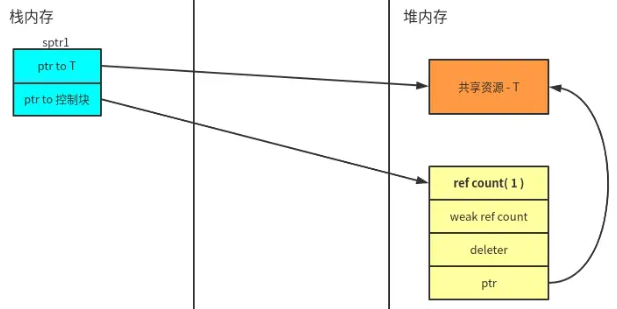 栈内存
堆内存
sptr1
ptr to T
ptr to 控制块
共享资源 - T
ref count( 1 )
weak ref count
deleter
ptr